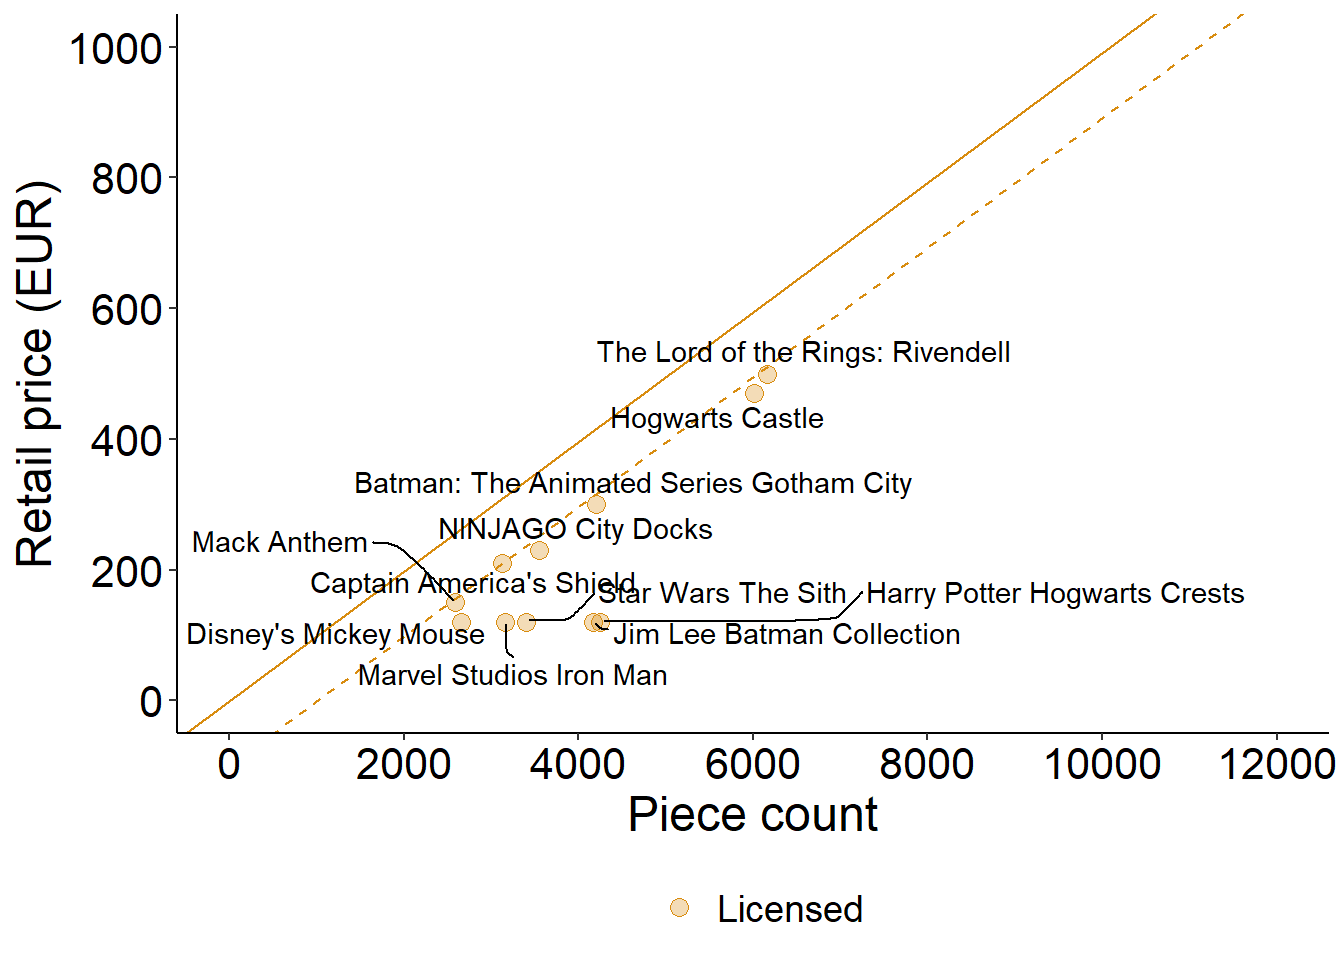 1000
800
600
400
200
0
Retail price (EUR)
The Lord of the Rings: Rivendell
Hogwarts Castle
Batman: The Animated Series Gotham City
NINJAGO City Docks
Mack Anthem
Captain America's Shield
Star Wars The Sith
Harry Potter Hogwarts Crests
Disney's Mickey Mouse
Jim Lee Batman Collection
Marvel Studios Iron Man
0 2000 4000 6000 8000 10000 12000
Piece count
Licensed